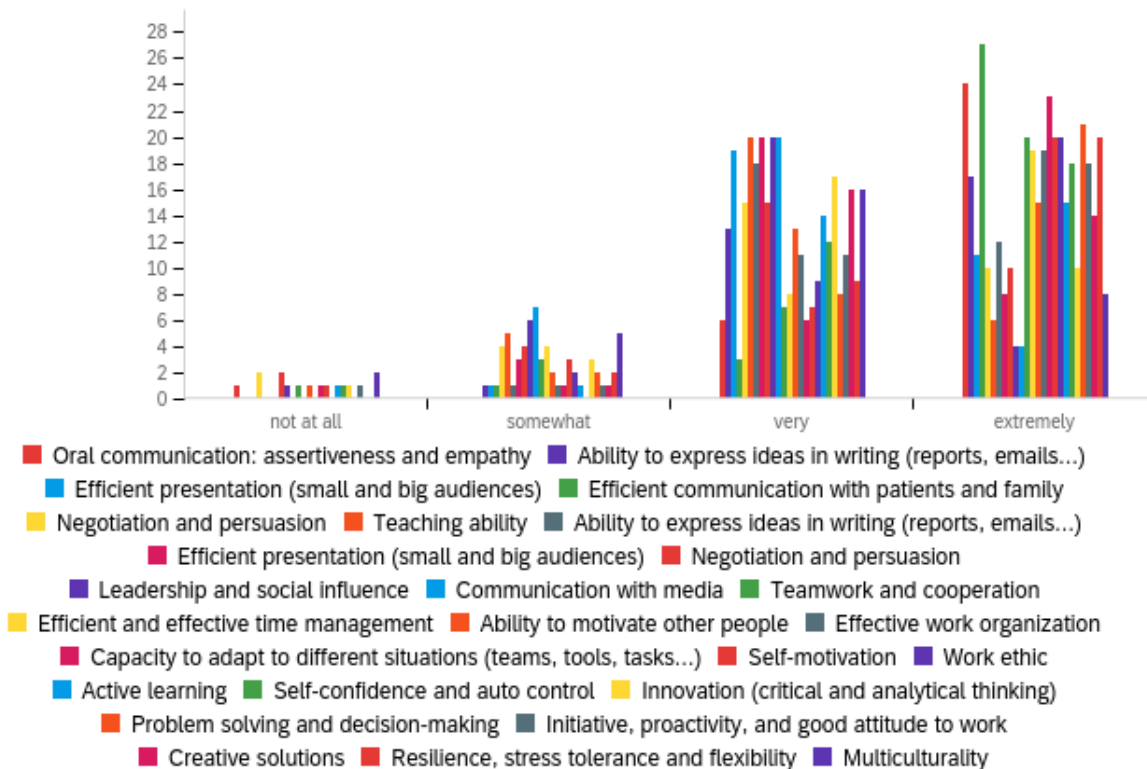 28
26
24
22
20
18
16
14
12
10
8
6
4
2
0
not at all somewhat very extremely
Oral communication: assertiveness and empathy Ability to express ideas in writing (reports, emails...)
Efficient presentation (small and big audiences) Efficient communication with patients and family
Negotiation and persuasion Teaching ability Ability to express ideas in writing (reports, emails...)
Efficient presentation (small and big audiences) Negotiation and persuasion
Leadership and social influence Communication with media Teamwork and cooperation
Efficient and effective time management Ability to motivate other people Effective work organization
Capacity to adapt to different situations (teams, tools, tasks...) Self-motivation Work ethic
Active learning Self-confidence and auto control Innovation (critical and analytical thinking)
Problem solving and decision-making Initiative, proactivity, and good attitude to work
Creative solutions Resilience, stress tolerance and flexibility Multiculturality